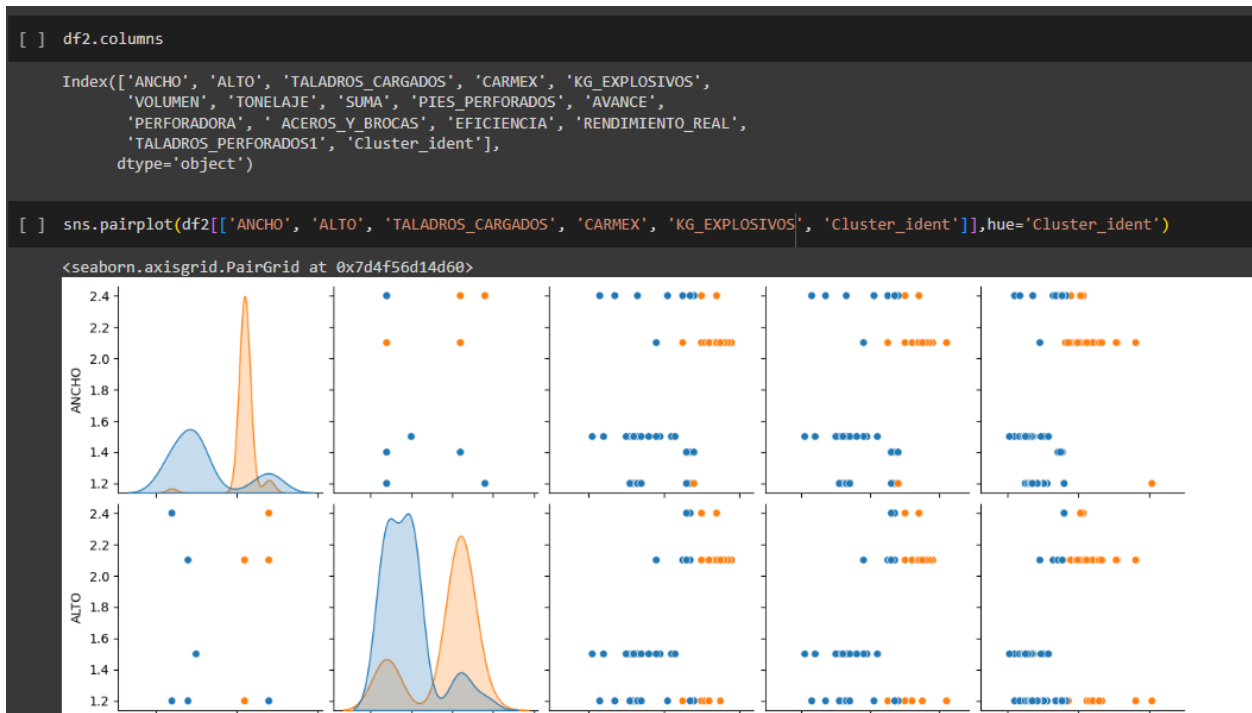 [ ] df2.columns
Index(['ANCHO', 'ALTO', 'TALADROS_CARGADOS', 'CARMEX', 'KG_EXPLOSIVOS',
'VOLUMEN', 'TONELAJE', 'SUMA', 'PIES_PERFORADOS', 'AVANCE',
'PERFORADORA', ' ACEROS_Y_BROCAS', 'EFICIENCIA', 'RENDIMIENTO_REAL',
'TALADROS_PERFORADOS1', 'Cluster_ident'],
dtype='object')
[ ] sns.pairplot(df2[['ANCHO', 'ALTO', 'TALADROS_CARGADOS', 'CARMEX', 'KG_EXPLOSIVOS', 'Cluster_ident']],hue='Cluster_ident')
<seaborn.axisgrid.PairGrid at 0x7d4f56d14d60>
2.4
2.2
2.0
1.8
1.6
1.4
1.2
ANCHO
2.4
2.2
2.0
1.8
1.6
1.4
1.2
ALTO